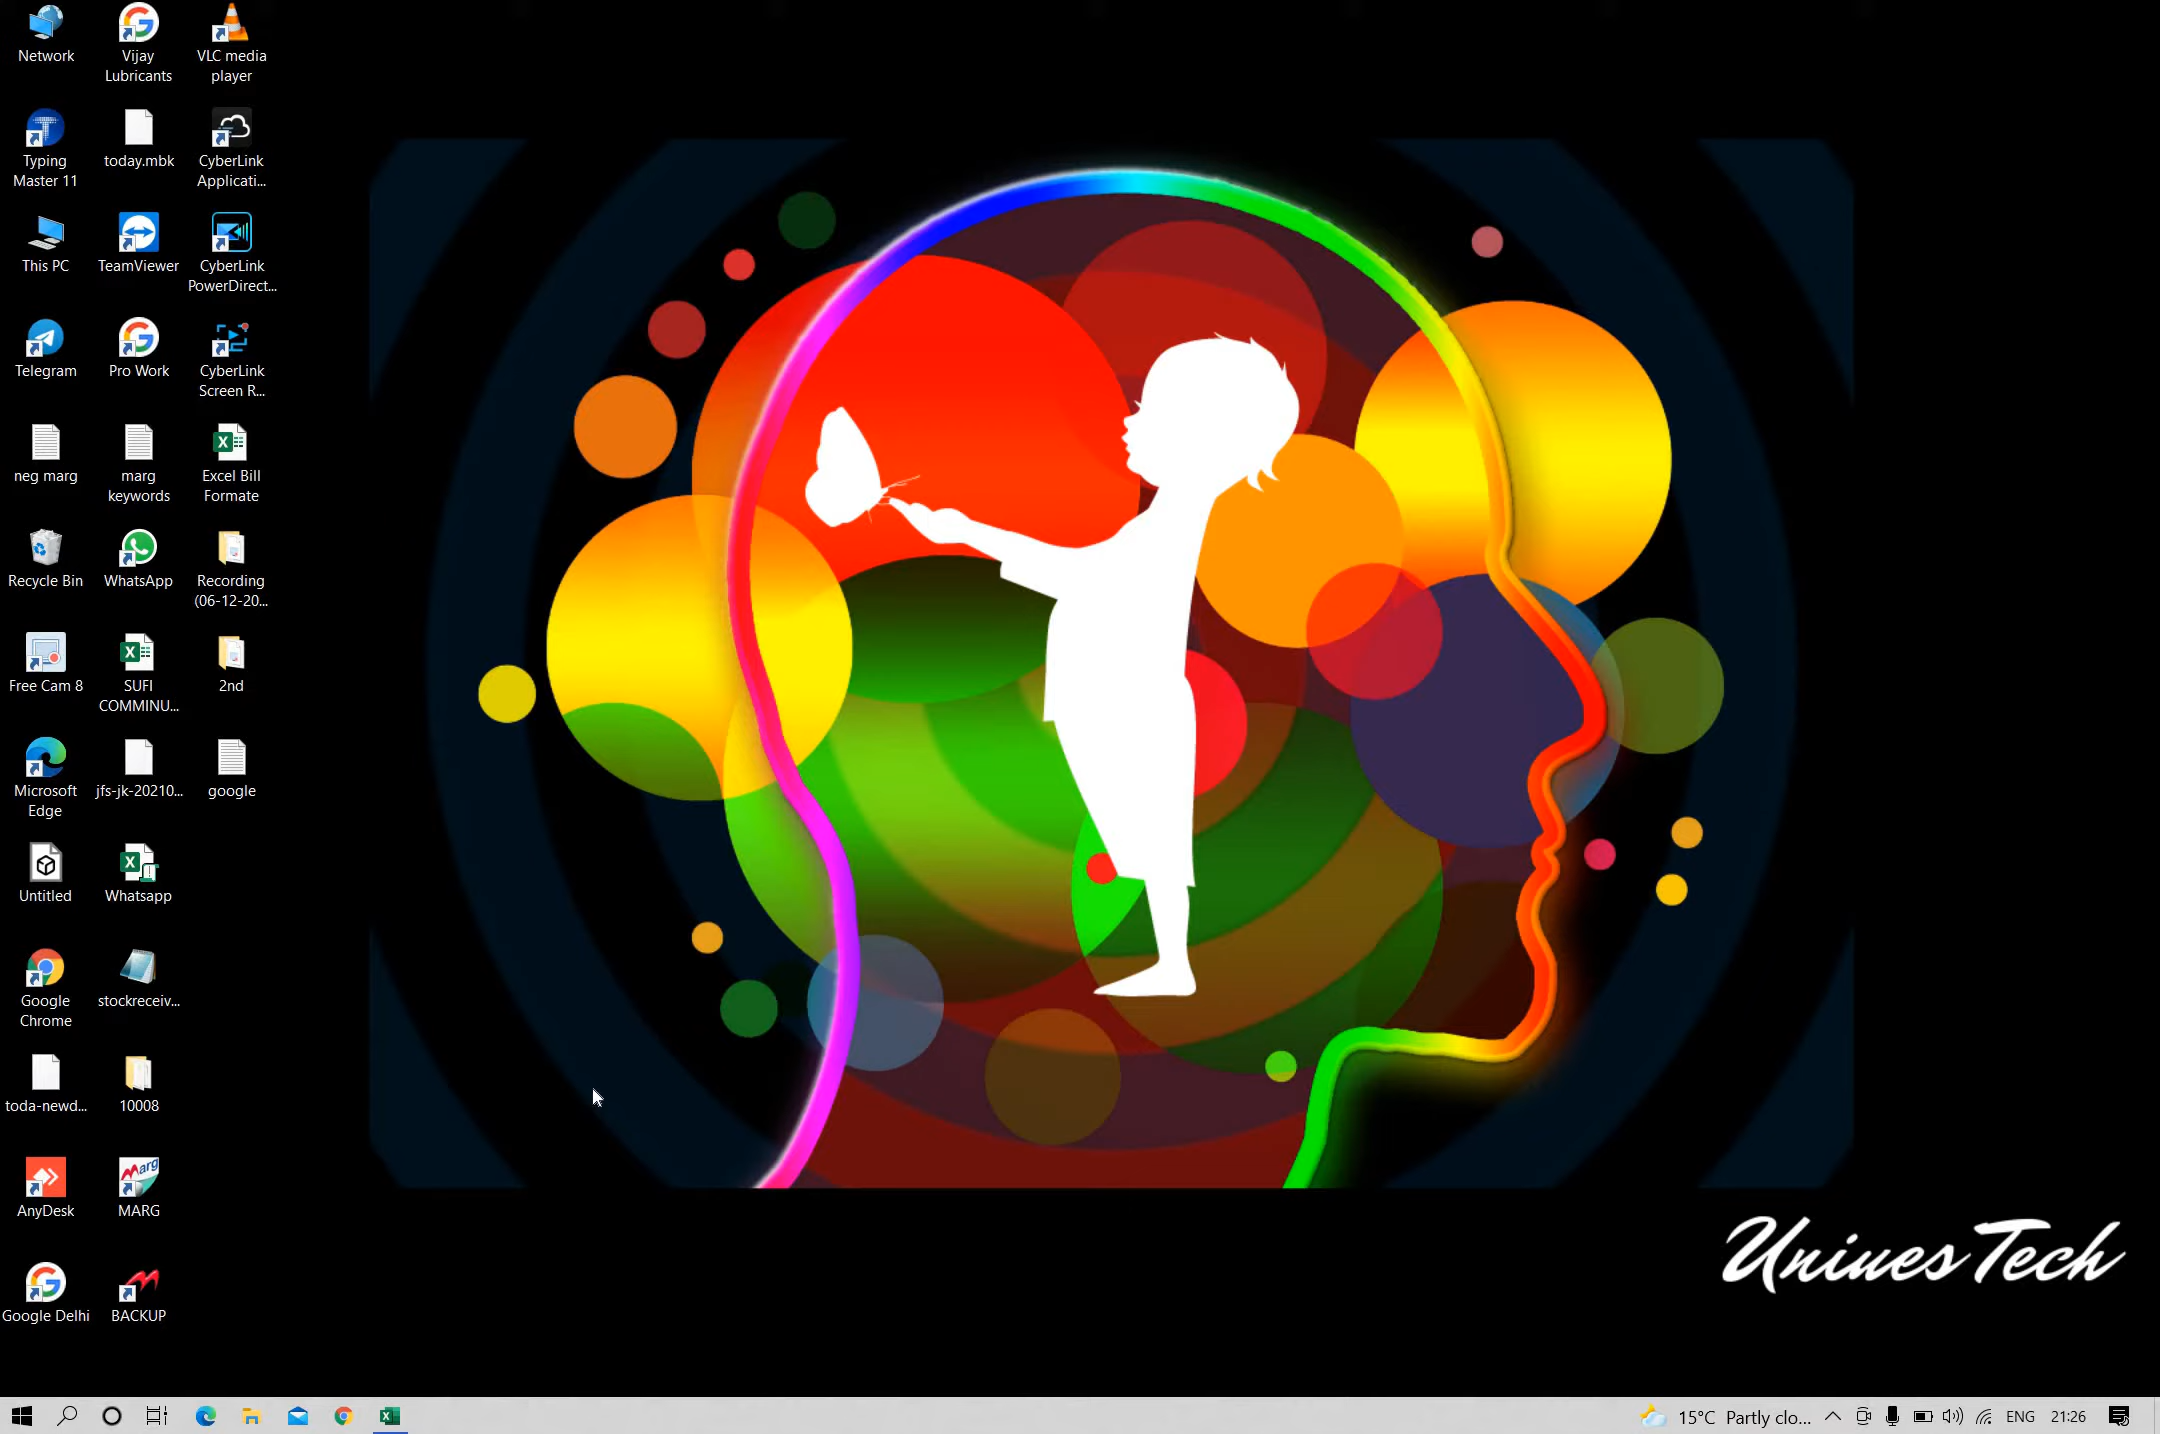 Network
Vijay
Lubricants
VLC media
player
Typing
Master 11
today.mbk
CyberLink
Applicati...
This PC
TeamViewer
CyberLink
PowerDirect...
Telegram
Pro Work
CyberLink
Screen R...
neg marg
marg
keywords
Excel Bill
Formate
Recycle Bin
WhatsApp
Recording
(06-12-20...
Free Cam 8
SUFI
COMMINU...
2nd
Microsoft
Edge
jfs-jk-20210...
google
Untitled
Whatsapp
Google
Chrome
stockreceiv...
toda-newd...
10008
AnyDesk
Marg
MARG
Google Delhi
BACKUP
Uniues Tech
15°C Partly clo...
ENG
21:26